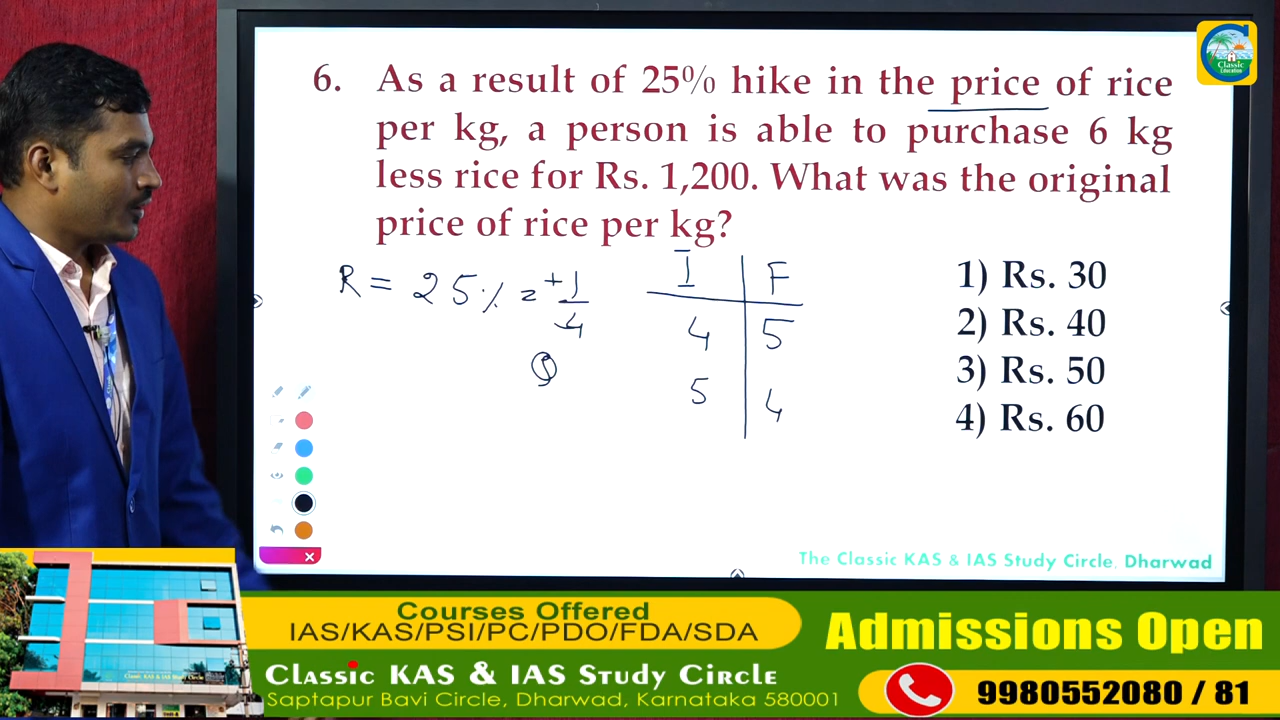 Classic
Education
6. As a result of 25% hike in the price of rice
per kg, a person is able to purchase 6 kg
less rice for Rs. 1,200. What was the original
price of rice per kg?
R = 25% = +1/4
I F
4 5
Q
5 4
1) Rs. 30
2) Rs. 40
3) Rs. 50
4) Rs. 60
The Classic KAS & IAS Study Circle, Dharwad
Courses Offered
IAS/KAS/PSI/PC/PDO/FDA/SDA
Classic KAS & IAS Study Circle
Saptapur Bavi Circle, Dharwad, Karnataka 580001
Admissions Open
9980552080 / 81